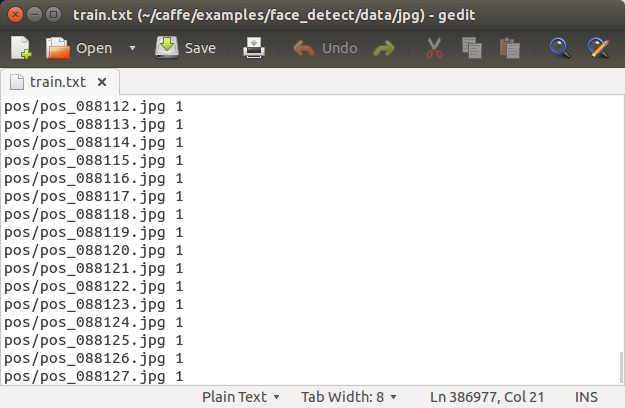 train.txt (~/caffe/examples/face_detect/data/jpg) - gedit
Open Save Undo
train.txt
pos/pos_088112.jpg 1
pos/pos_088113.jpg 1
pos/pos_088114.jpg 1
pos/pos_088115.jpg 1
pos/pos_088116.jpg 1
pos/pos_088117.jpg 1
pos/pos_088118.jpg 1
pos/pos_088119.jpg 1
pos/pos_088120.jpg 1
pos/pos_088121.jpg 1
pos/pos_088122.jpg 1
pos/pos_088123.jpg 1
pos/pos_088124.jpg 1
pos/pos_088125.jpg 1
pos/pos_088126.jpg 1
pos/pos_088127.jpg 1
Plain Text Tab Width: 8 Ln 386977, Col 21 INS